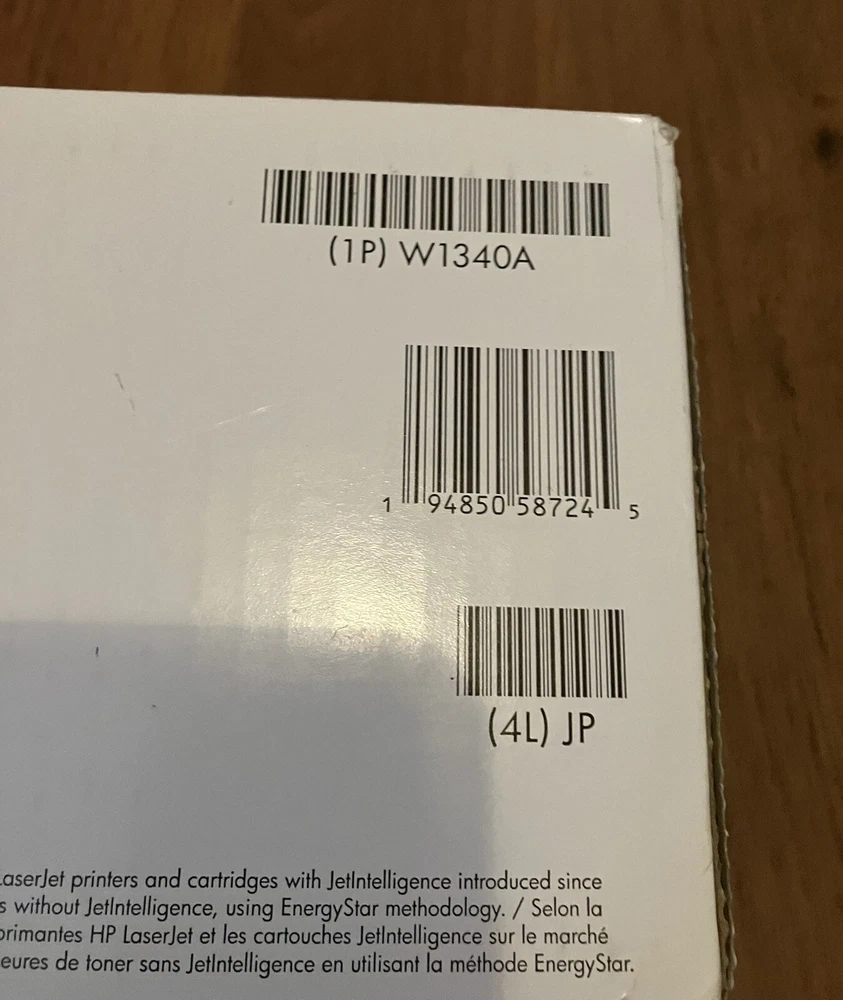 (1P) W1340A
1 94850 58724 5
(4L) JP
LaserJet printers and cartridges with JetIntelligence introduced since
without JetIntelligence, using EnergyStar methodology. / Selon la
HP LaserJet et les cartouches JetIntelligence sur le marché
de toner sans JetIntelligence en utilisant la méthode EnergyStar.